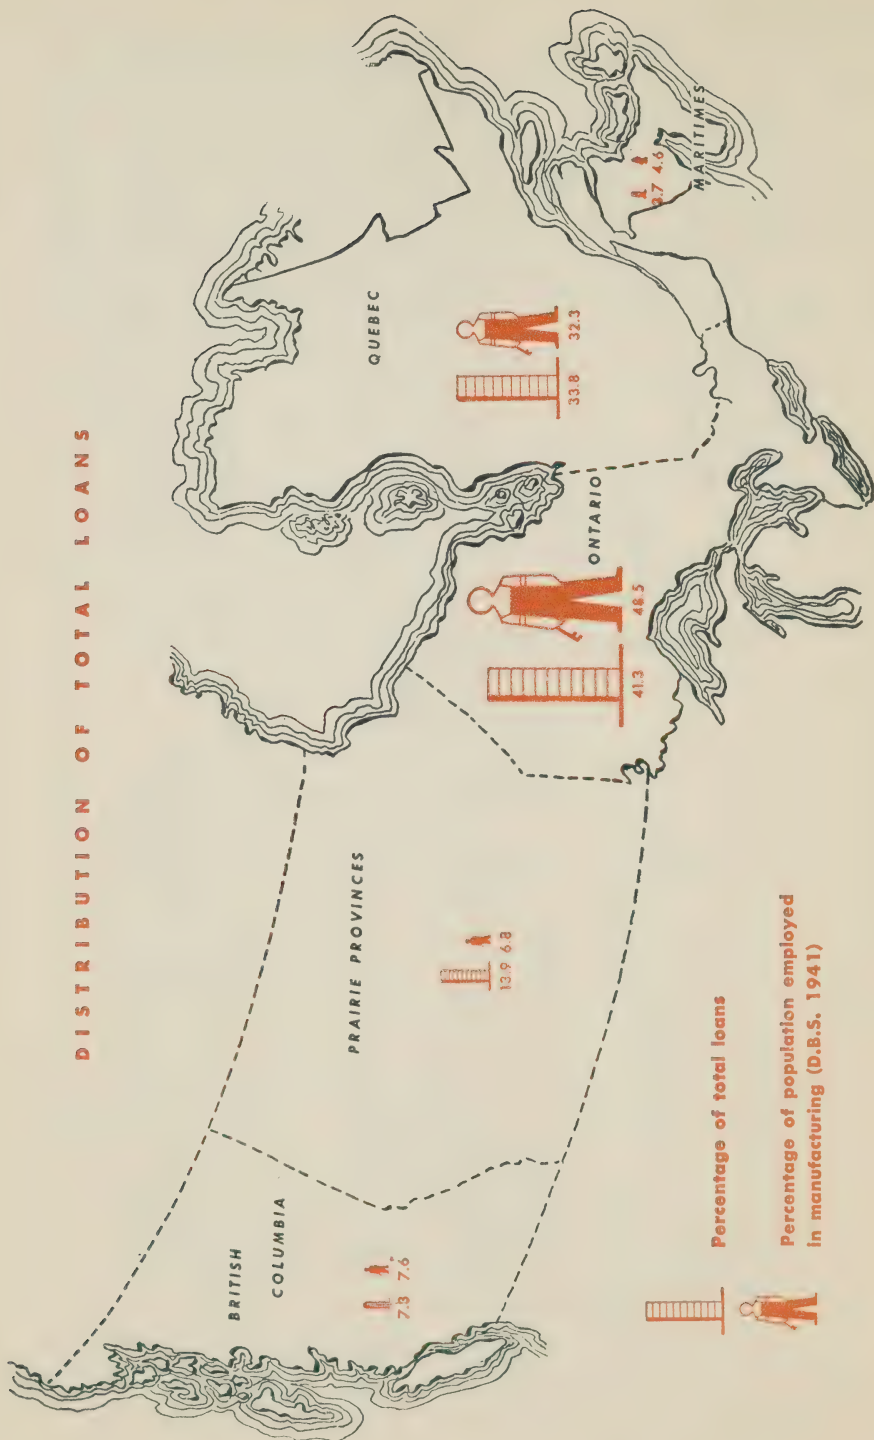 DISTRIBUTION OF TOTAL LOANS
BRITISH
COLUMBIA
7.3 7.6
PRAIRIE PROVINCES
13.9 6.8
ONTARIO
41.3 48.5
QUEBEC
33.8 32.3
3.7 4.6
MARITIMES
Percentage of total loans
Percentage of population employed
in manufacturing (D.B.S. 1941)